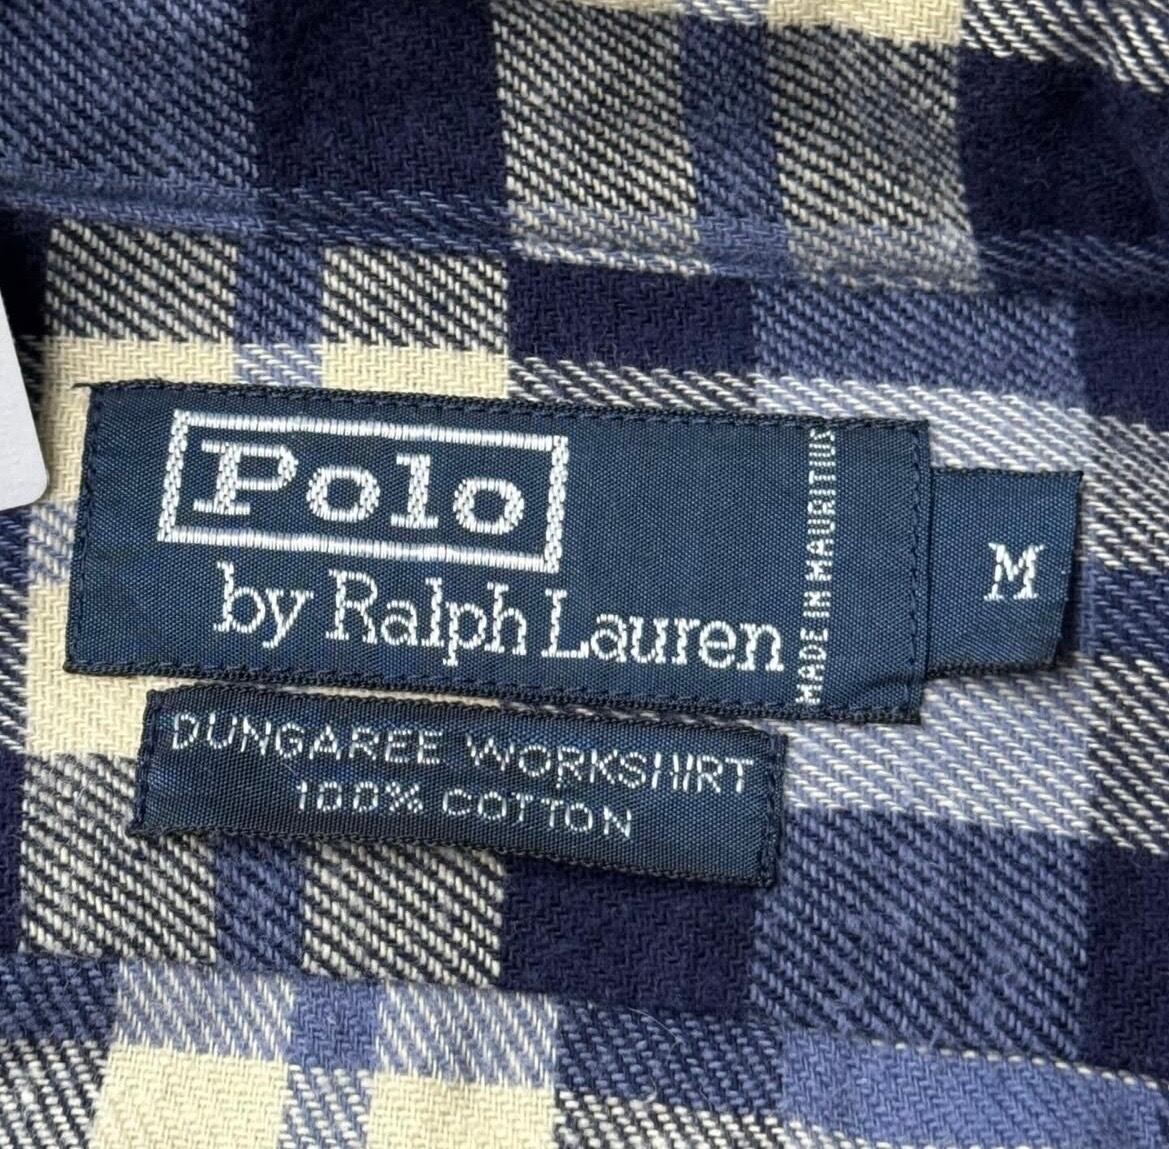 Polo
by Ralph Lauren
MADE IN MAURITIUS
M
DUNGAREE WORKSHIRT
100% COTTON